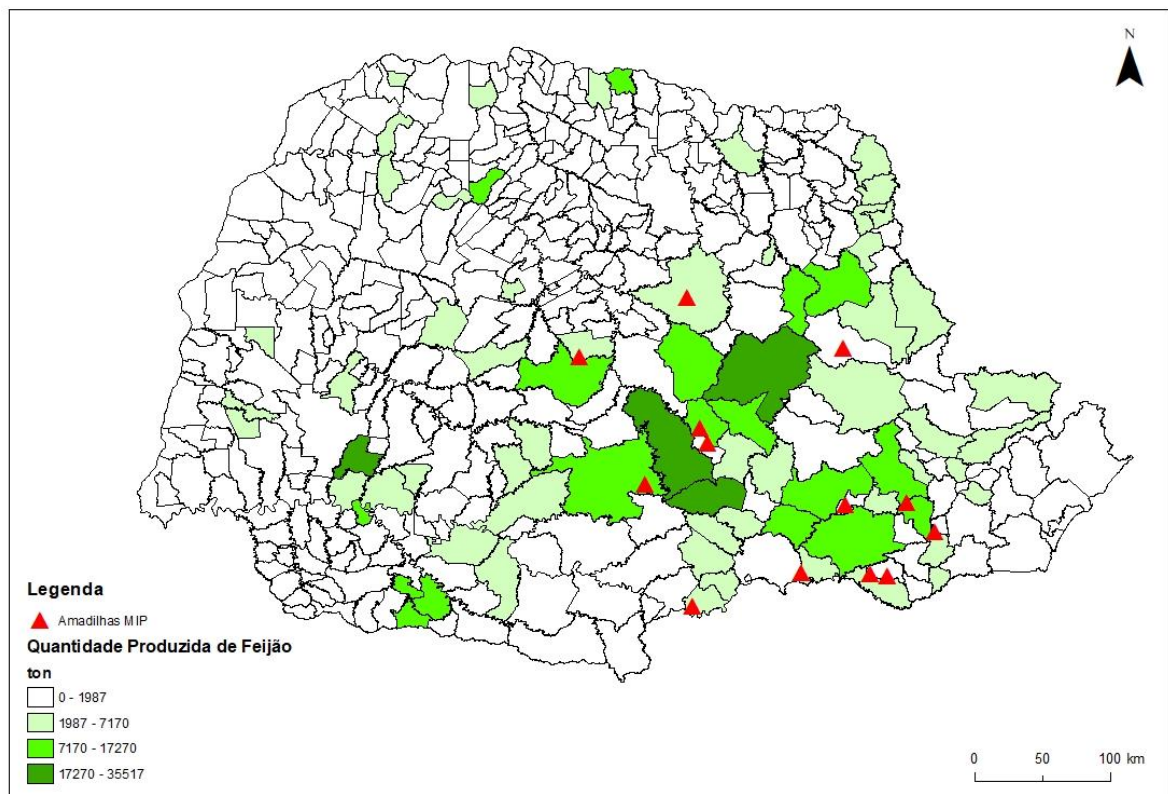 N
Legenda
Amadilhas MIP
Quantidade Produzida de Feijão
ton
0 - 1987
1987 - 7170
7170 - 17270
17270 - 35517
0 50 100 km